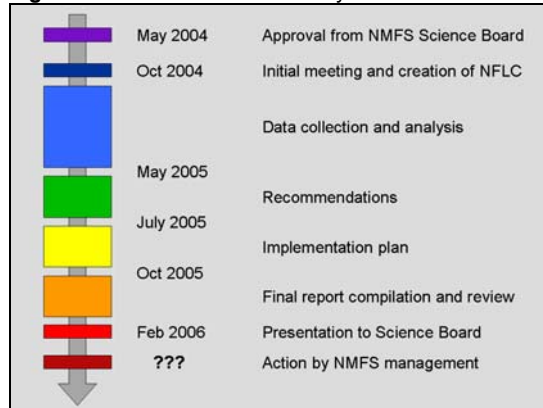 May 2004 Approval from NMFS Science Board
Oct 2004 Initial meeting and creation of NFLC
Data collection and analysis
May 2005
Recommendations
July 2005
Implementation plan
Oct 2005
Final report compilation and review
Feb 2006 Presentation to Science Board
??? Action by NMFS management